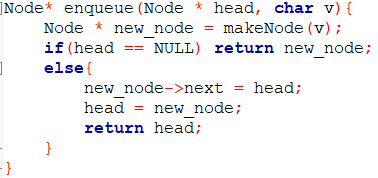 Node* enqueue(Node * head, char v){
    Node * new_node = makeNode(v);
    if(head == NULL) return new_node;
    else{
        new_node->next = head;
        head = new_node;
        return head;
    }
}